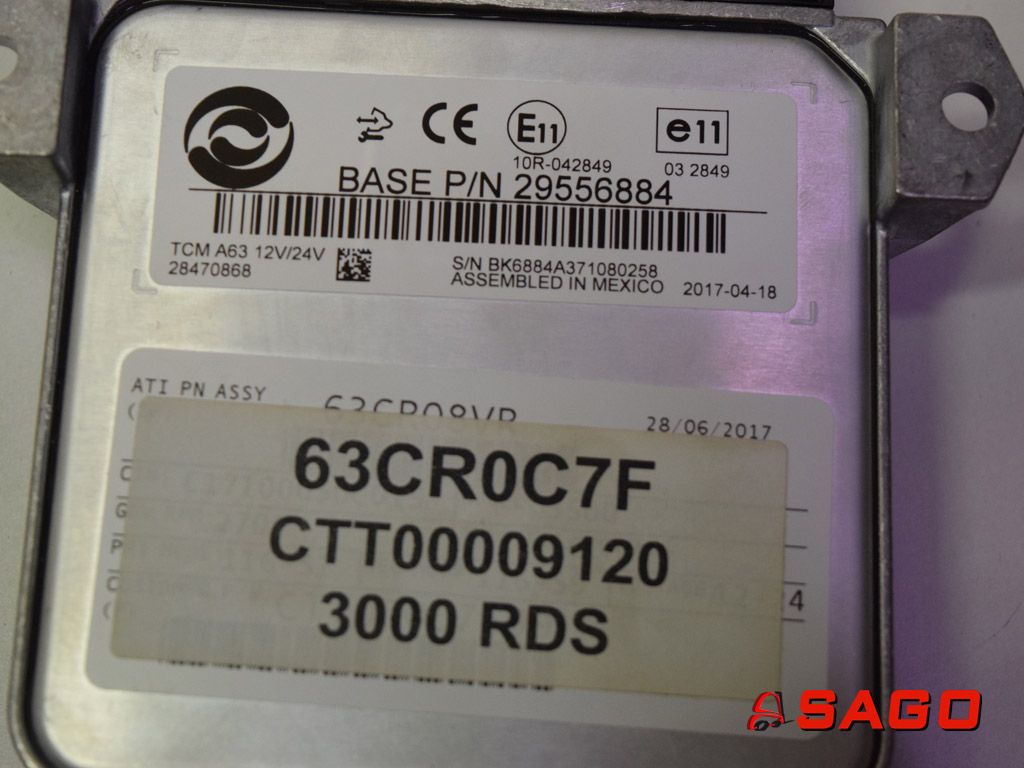 CE E11 e11
10R-042849 03 2849
BASE P/N 29556884
TCM A63 12V/24V
28470868
S/N BK6884A371080258
ASSEMBLED IN MEXICO 2017-04-18
ATI PN ASSY 63CR08VR 28/06/2017
63CR0C7F
CTT00009120
3000 RDS
SAGO